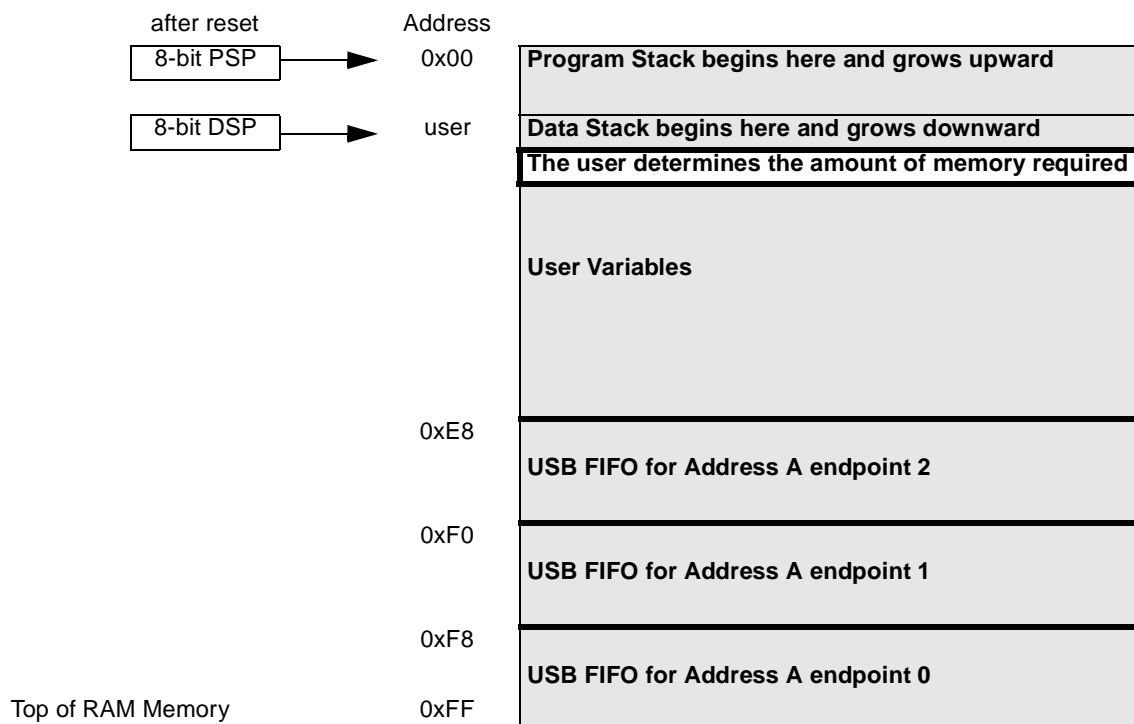 after reset Address
8-bit PSP 0x00 Program Stack begins here and grows upward
8-bit DSP user Data Stack begins here and grows downward
The user determines the amount of memory required
User Variables
0xE8
USB FIFO for Address A endpoint 2
0xF0
USB FIFO for Address A endpoint 1
0xF8
USB FIFO for Address A endpoint 0
Top of RAM Memory 0xFF